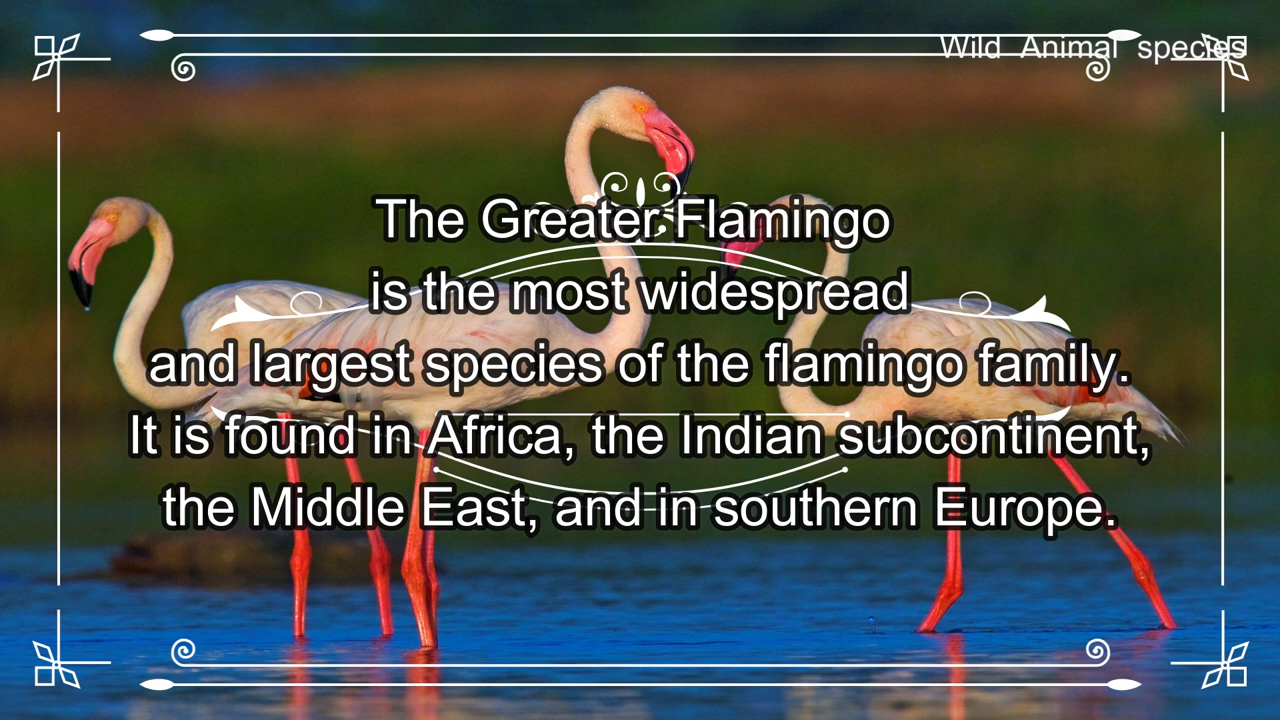 Wild Animal species
The Greater Flamingo
is the most widespread
and largest species of the flamingo family.
It is found in Africa, the Indian subcontinent,
the Middle East, and in southern Europe.